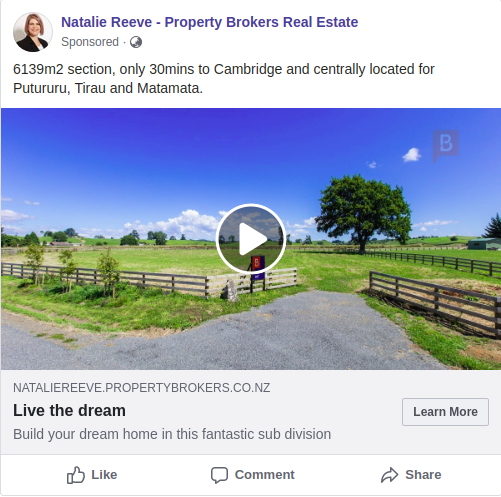 Natalie Reeve - Property Brokers Real Estate
Sponsored ·
6139m2 section, only 30mins to Cambridge and centrally located for
Putururu, Tirau and Matamata.
B
B
NATALIEREEVE.PROPERTYBROKERS.CO.NZ
Live the dream
Learn More
Build your dream home in this fantastic sub division
Like
Comment
Share